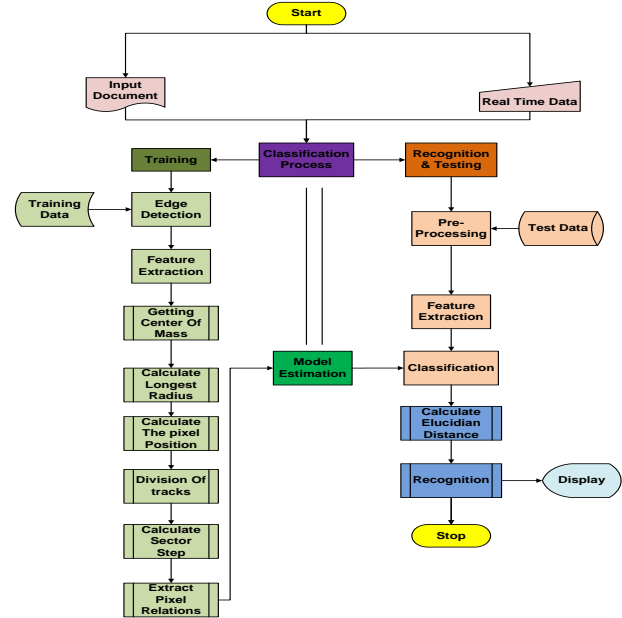 Start
Input
Document
Real Time Data
Training
Classification
Process
Recognition
& Testing
Training
Data
Edge
Detection
Pre-
Processing
Test Data
Feature
Extraction
Feature
Extraction
Getting
Center Of
Mass
Model
Estimation
Classification
Calculate
Longest
Radius
Calculate
The pixel
Position
Calculate
Elucidian
Distance
Division Of
tracks
Recognition
Display
Calculate
Sector
Step
Stop
Extract
Pixel
Relations